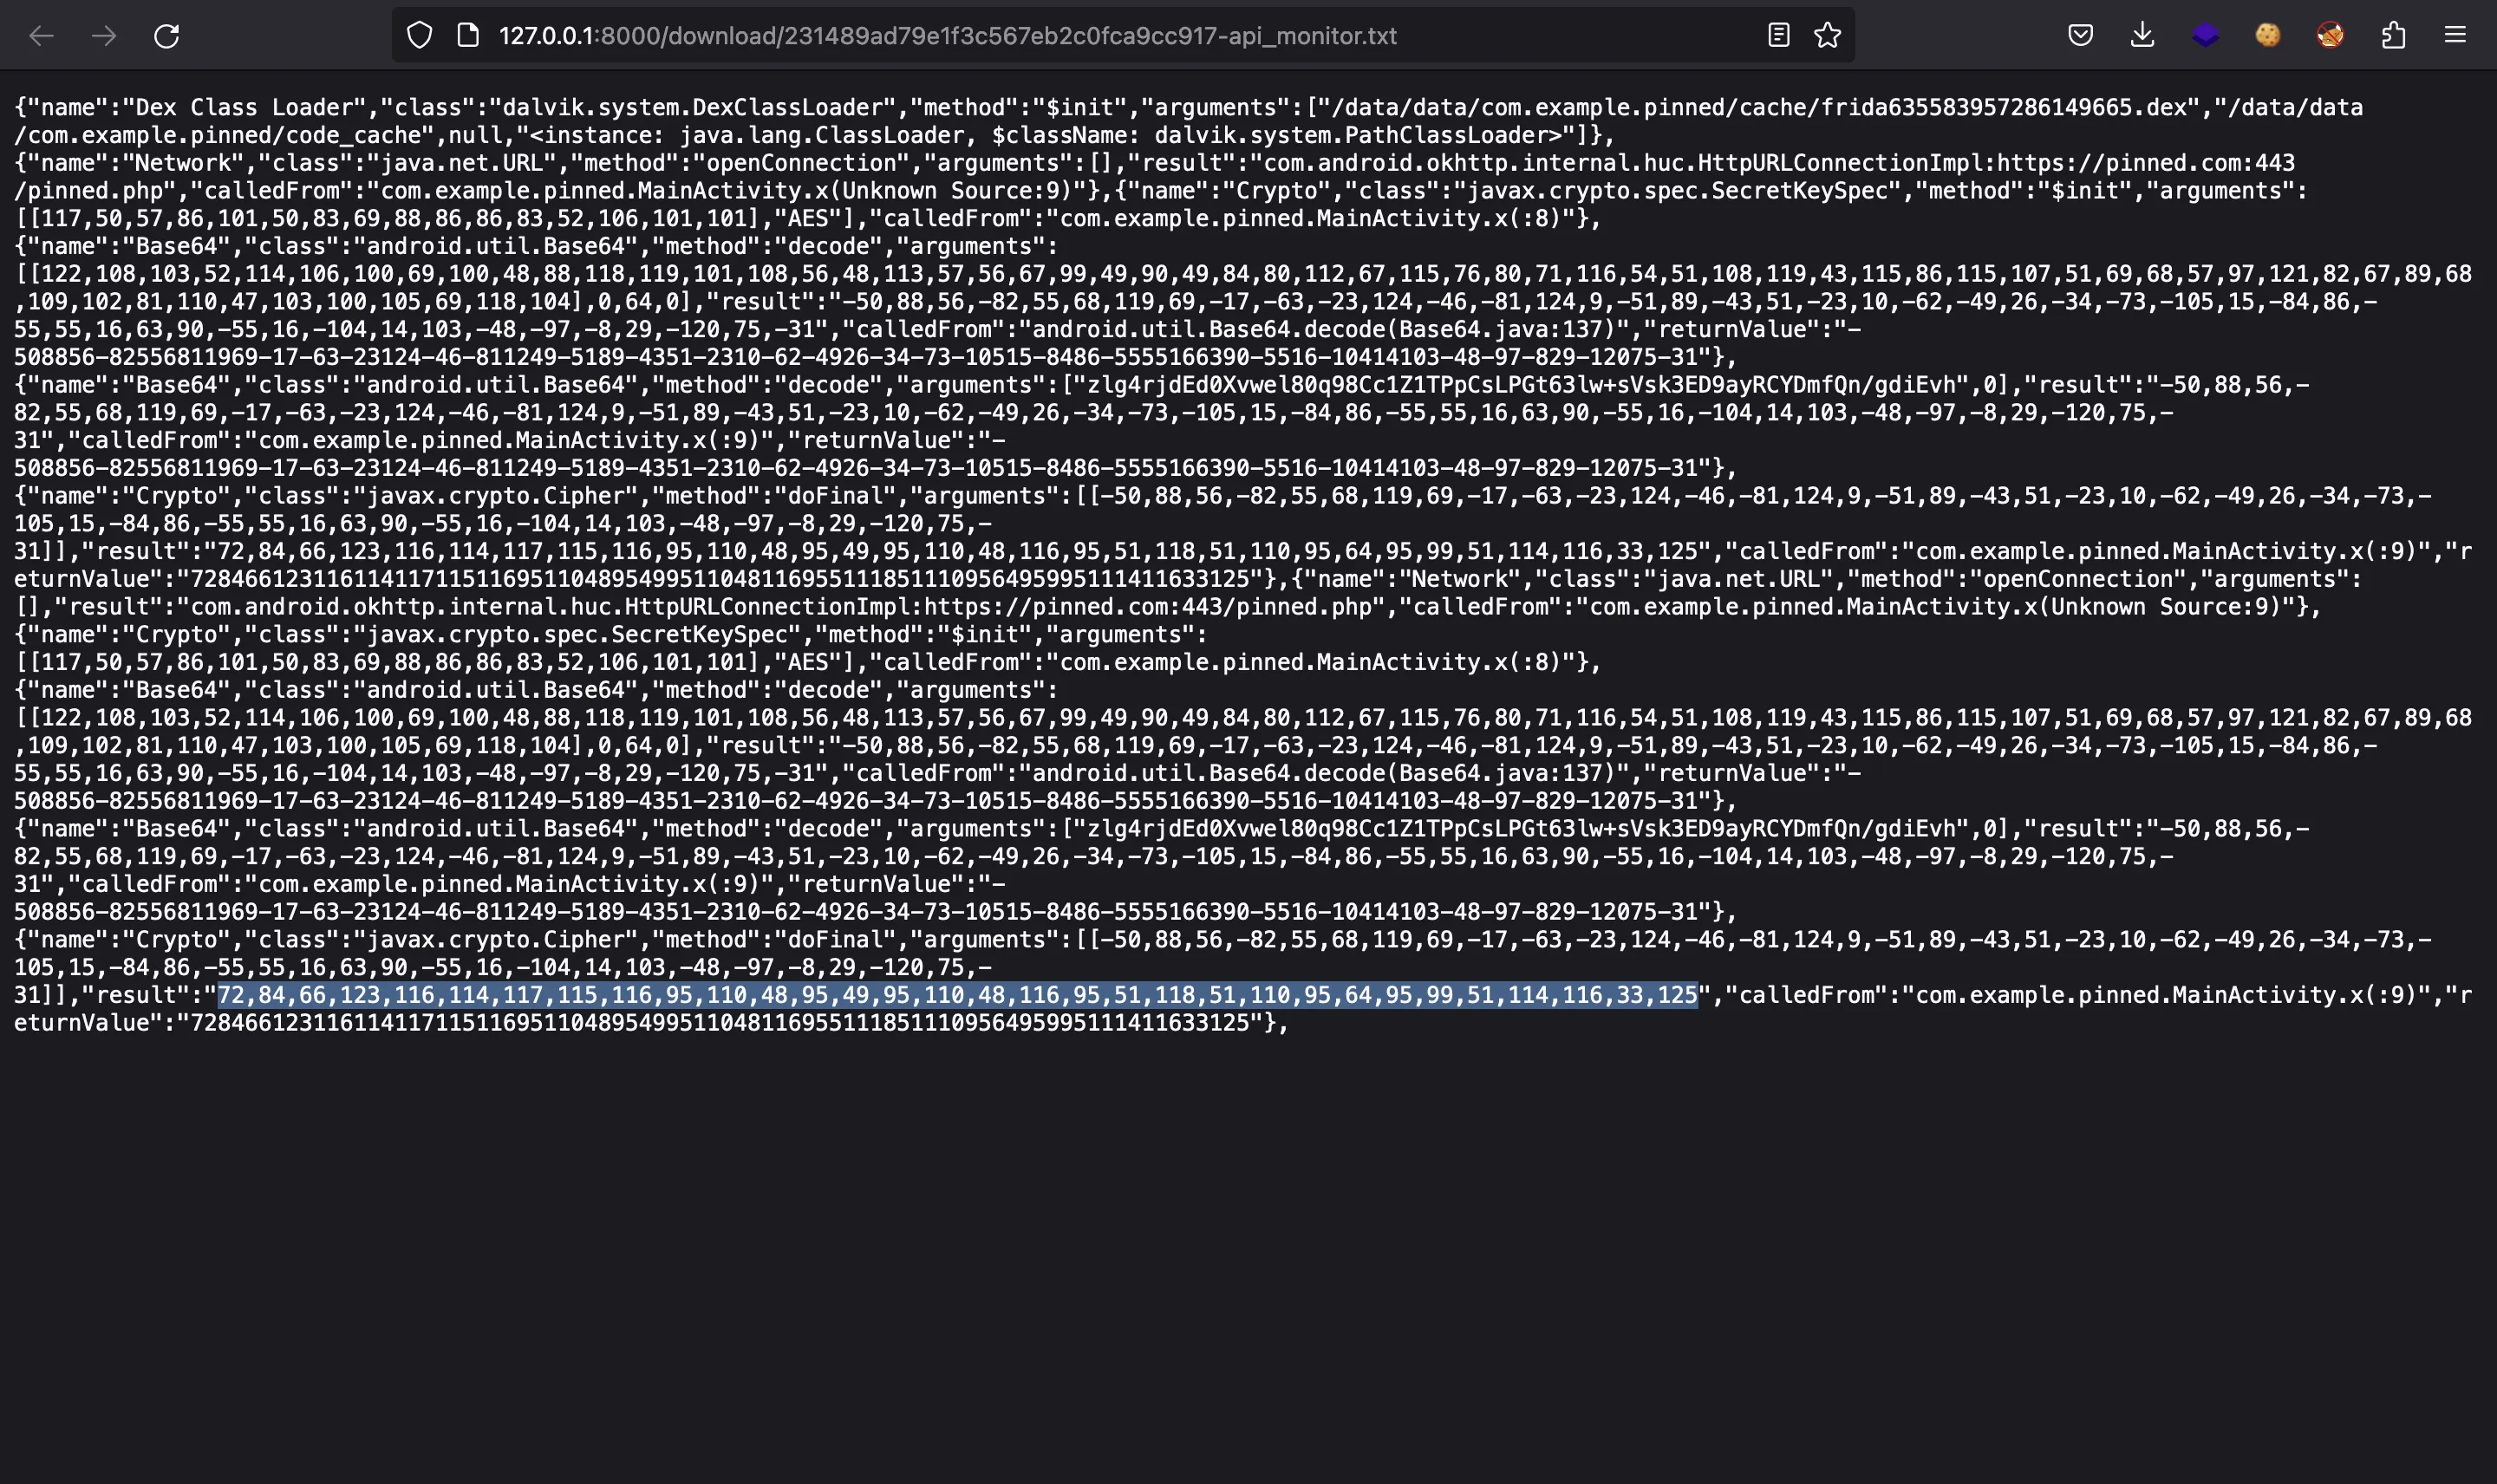 127.0.0.1:8000/download/231489ad79e1f3c567eb2c0fca9cc917-api_monitor.txt
{"name":"Dex Class Loader","class":"dalvik.system.DexClassLoader","method":"$init","arguments":["/data/data/com.example.pinned/cache/frida635583957286149665.dex","/data/data
/com.example.pinned/code_cache",null,"<instance: java.lang.ClassLoader, $className: dalvik.system.PathClassLoader>"]},
{"name":"Network","class":"java.net.URL","method":"openConnection","arguments":[],"result":"com.android.okhttp.internal.huc.HttpURLConnectionImpl:https://pinned.com:443
/pinned.php","calledFrom":"com.example.pinned.MainActivity.x(Unknown Source:9)"},{"name":"Crypto","class":"javax.crypto.spec.SecretKeySpec","method":"$init","arguments":
[[117,50,57,86,101,50,83,69,88,86,86,83,52,106,101,101],"AES"],"calledFrom":"com.example.pinned.MainActivity.x(:8)"},
{"name":"Base64","class":"android.util.Base64","method":"decode","arguments":
[[122,108,103,52,114,106,100,69,100,48,88,118,119,101,108,56,48,113,57,56,67,99,49,90,49,84,80,112,67,115,76,80,71,116,54,51,108,119,43,115,86,115,107,51,69,68,57,97,121,82,67,89,68
,109,102,81,110,47,103,100,105,69,118,104],0,64,0],"result":"-50,88,56,-82,55,68,119,69,-17,-63,-23,124,-46,-81,124,9,-51,89,-43,51,-23,10,-62,-49,26,-34,-73,-105,15,-84,86,-
55,55,16,63,90,-55,16,-104,14,103,-48,-97,-8,29,-120,75,-31","calledFrom":"android.util.Base64.decode(Base64.java:137)","returnValue":"-
508856-82556811969-17-63-23124-46-811249-5189-4351-2310-62-4926-34-73-10515-8486-5555166390-5516-10414103-48-97-829-12075-31"},
{"name":"Base64","class":"android.util.Base64","method":"decode","arguments":["zlg4rjdEd0Xvwel80q98Cc1Z1TPpCsLPGt63lw+sVsk3ED9ayRCYDmfQn/gdiEvh",0],"result":"-50,88,56,-
82,55,68,119,69,-17,-63,-23,124,-46,-81,124,9,-51,89,-43,51,-23,10,-62,-49,26,-34,-73,-105,15,-84,86,-55,55,16,63,90,-55,16,-104,14,103,-48,-97,-8,29,-120,75,-
31","calledFrom":"com.example.pinned.MainActivity.x(:9)","returnValue":"-
508856-82556811969-17-63-23124-46-811249-5189-4351-2310-62-4926-34-73-10515-8486-5555166390-5516-10414103-48-97-829-12075-31"},
{"name":"Crypto","class":"javax.crypto.Cipher","method":"doFinal","arguments":[[-50,88,56,-82,55,68,119,69,-17,-63,-23,124,-46,-81,124,9,-51,89,-43,51,-23,10,-62,-49,26,-34,-73,-
105,15,-84,86,-55,55,16,63,90,-55,16,-104,14,103,-48,-97,-8,29,-120,75,-
31]],"result":"72,84,66,123,116,114,117,115,116,95,110,48,95,49,95,110,48,116,95,51,118,51,110,95,64,95,99,51,114,116,33,125","calledFrom":"com.example.pinned.MainActivity.x(:9)","r
eturnValue":"7284661231161141171151169511048954995110481169551118511109564959951114116331 25"},{"name":"Network","class":"java.net.URL","method":"openConnection","arguments":
[],"result":"com.android.okhttp.internal.huc.HttpURLConnectionImpl:https://pinned.com:443/pinned.php","calledFrom":"com.example.pinned.MainActivity.x(Unknown Source:9)"},
{"name":"Crypto","class":"javax.crypto.spec.SecretKeySpec","method":"$init","arguments":
[[117,50,57,86,101,50,83,69,88,86,86,83,52,106,101,101],"AES"],"calledFrom":"com.example.pinned.MainActivity.x(:8)"},
{"name":"Base64","class":"android.util.Base64","method":"decode","arguments":
[[122,108,103,52,114,106,100,69,100,48,88,118,119,101,108,56,48,113,57,56,67,99,49,90,49,84,80,112,67,115,76,80,71,116,54,51,108,119,43,115,86,115,107,51,69,68,57,97,121,82,67,89,68
,109,102,81,110,47,103,100,105,69,118,104],0,64,0],"result":"-50,88,56,-82,55,68,119,69,-17,-63,-23,124,-46,-81,124,9,-51,89,-43,51,-23,10,-62,-49,26,-34,-73,-105,15,-84,86,-
55,55,16,63,90,-55,16,-104,14,103,-48,-97,-8,29,-120,75,-31","calledFrom":"android.util.Base64.decode(Base64.java:137)","returnValue":"-
508856-82556811969-17-63-23124-46-811249-5189-4351-2310-62-4926-34-73-10515-8486-5555166390-5516-10414103-48-97-829-12075-31"},
{"name":"Base64","class":"android.util.Base64","method":"decode","arguments":["zlg4rjdEd0Xvwel80q98Cc1Z1TPpCsLPGt63lw+sVsk3ED9ayRCYDmfQn/gdiEvh",0],"result":"-50,88,56,-
82,55,68,119,69,-17,-63,-23,124,-46,-81,124,9,-51,89,-43,51,-23,10,-62,-49,26,-34,-73,-105,15,-84,86,-55,55,16,63,90,-55,16,-104,14,103,-48,-97,-8,29,-120,75,-
31","calledFrom":"com.example.pinned.MainActivity.x(:9)","returnValue":"-
508856-82556811969-17-63-23124-46-811249-5189-4351-2310-62-4926-34-73-10515-8486-5555166390-5516-10414103-48-97-829-12075-31"},
{"name":"Crypto","class":"javax.crypto.Cipher","method":"doFinal","arguments":[[-50,88,56,-82,55,68,119,69,-17,-63,-23,124,-46,-81,124,9,-51,89,-43,51,-23,10,-62,-49,26,-34,-73,-
105,15,-84,86,-55,55,16,63,90,-55,16,-104,14,103,-48,-97,-8,29,-120,75,-
31]],"result":"72,84,66,123,116,114,117,115,116,95,110,48,95,49,95,110,48,116,95,51,118,51,110,95,64,95,99,51,114,116,33,125","calledFrom":"com.example.pinned.MainActivity.x(:9)","r
eturnValue":"728466123116114117115116951104895499511048116955111851110956495995111411633125"},